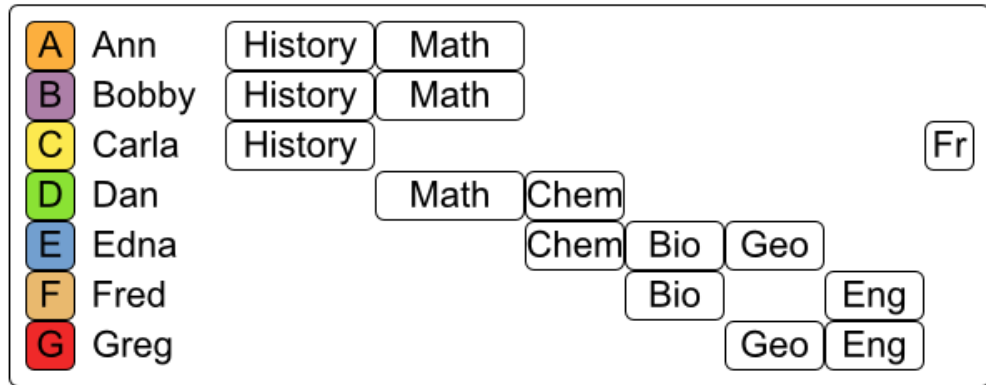 A Ann History Math
B Bobby History Math
C Carla History Fr
D Dan Math Chem
E Edna Chem Bio Geo
F Fred Bio Eng
G Greg Geo Eng